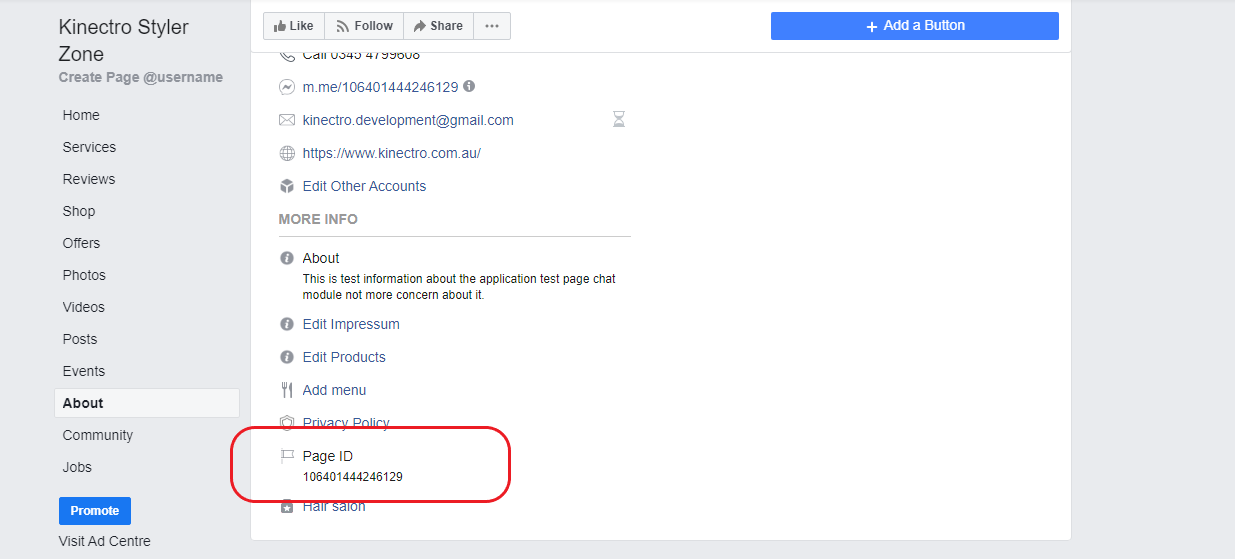 Kinectro Styler
Zone
Create Page @username
Home
Services
Reviews
Shop
Offers
Photos
Videos
Posts
Events
About
Community
Jobs
Promote
Visit Ad Centre
Like
Follow
Share
Add a Button
Call 0345 4799608
m.me/106401444246129
kinectro.development@gmail.com
https://www.kinectro.com.au/
Edit Other Accounts
MORE INFO
About
This is test information about the application test page chat
module not more concern about it.
Edit Impressum
Edit Products
Add menu
Privacy Policy
Page ID
106401444246129
Hair salon